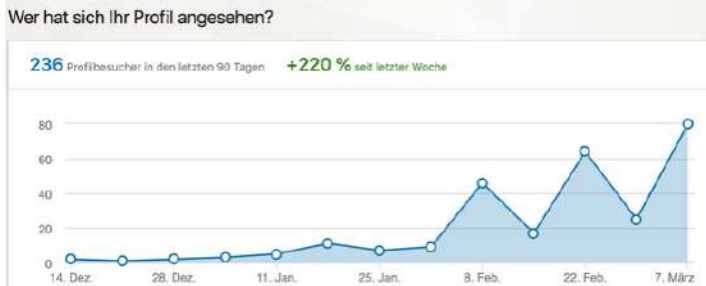 Wer hat sich Ihr Profil angesehen?
236 Profilbesucher in den letzten 90 Tagen +220 % seit letzter Woche
80
60
40
20
0
14. Dez. 28. Dez. 11. Jan. 25. Jan. 8. Feb. 22. Feb. 7. März